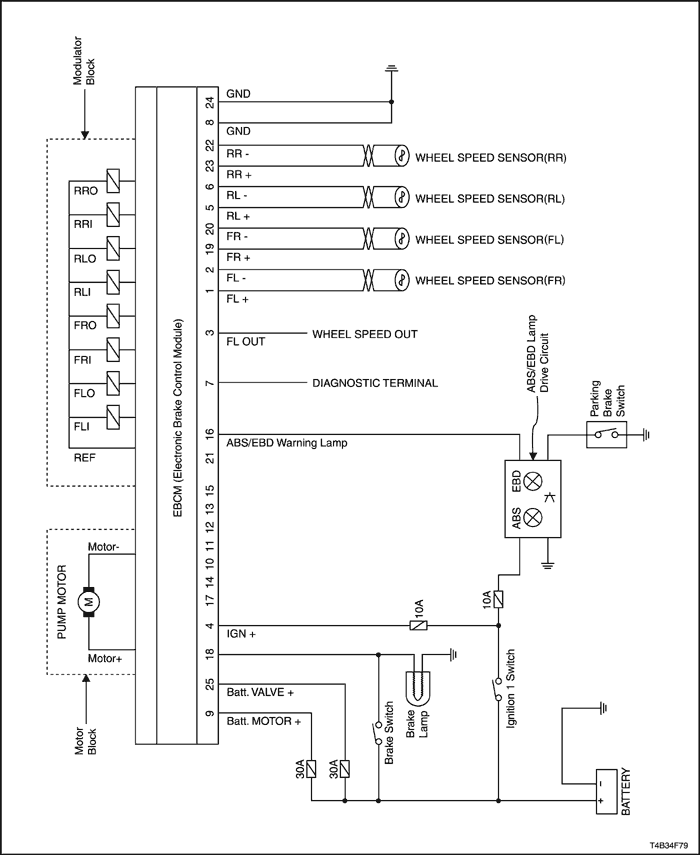 Modulator
Block
RRO
RRI
RLO
RLI
FRO
FRI
FLO
FLI
REF
PUMP MOTOR
Motor-
M
Motor+
Motor
Block
EBCM (Electronic Brake Control Module)
24
GND
8
GND
22
RR -
23
RR +
6
RL -
5
RL +
20
FR -
19
FR +
2
FL -
1
FL +
3
FL OUT
7
16
ABS/EBD Warning Lamp
21
15
13
12
11
10
14
17
4
IGN +
18
25
Batt. VALVE +
9
Batt. MOTOR +
WHEEL SPEED SENSOR(RR)
WHEEL SPEED SENSOR(RL)
WHEEL SPEED SENSOR(FL)
WHEEL SPEED SENSOR(FR)
WHEEL SPEED OUT
DIAGNOSTIC TERMINAL
ABS/EBD Lamp
Drive Circuit
Parking
Brake
Switch
EBD
ABS
10A
10A
Brake
Lamp
Brake Switch
Ignition 1 Switch
30A
30A
-
+
BATTERY
T4B34F79